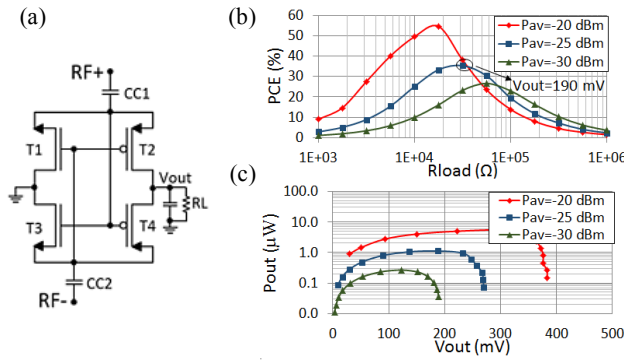 (a)
RF+
CC1
T1
T2
Vout
RL
T3
T4
CC2
RF-
(b)
PCE (%)
60
50
40
30
20
10
0
Pav=-20 dBm
Pav=-25 dBm
Pav=-30 dBm
Vout=190 mV
1E+03 1E+04 1E+05 1E+06
Rload (Ω)
(c)
Pout (µW)
100.0
10.0
1.0
0.1
0.0
Pav=-20 dBm
Pav=-25 dBm
Pav=-30 dBm
0 100 200 300 400 500
Vout (mV)